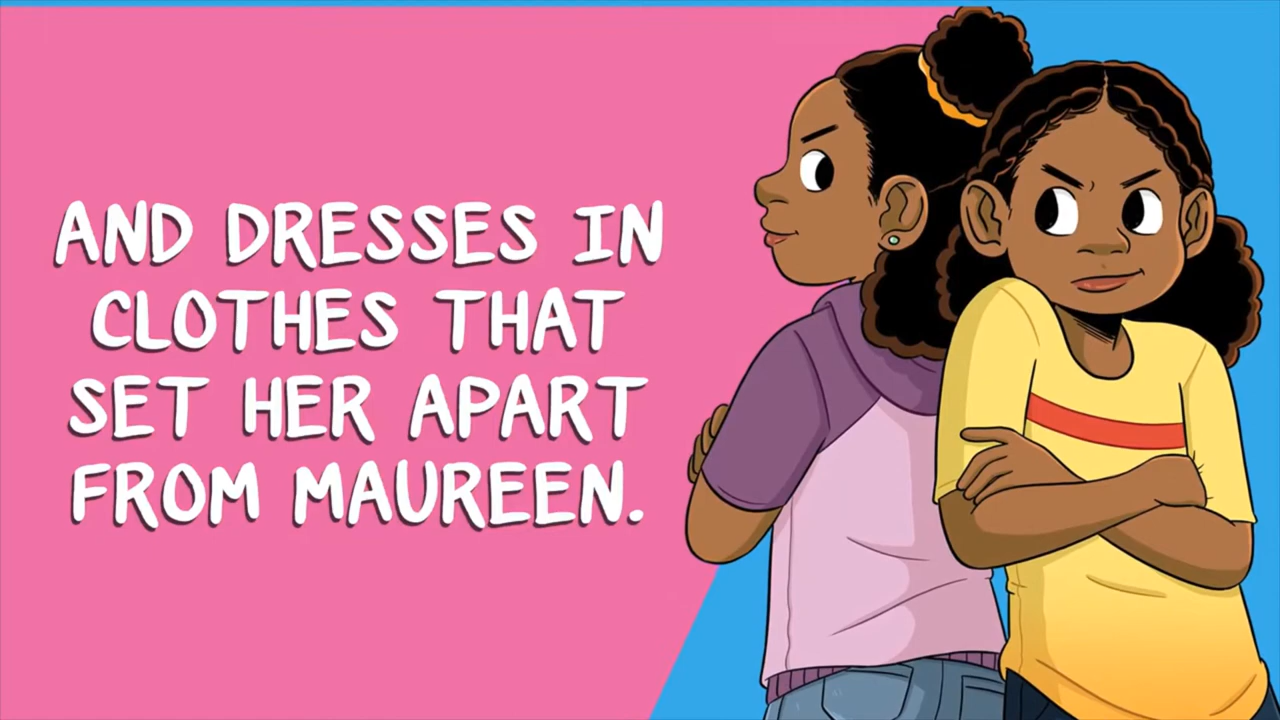 AND DRESSES IN
CLOTHES THAT
SET HER APART
FROM MAUREEN.